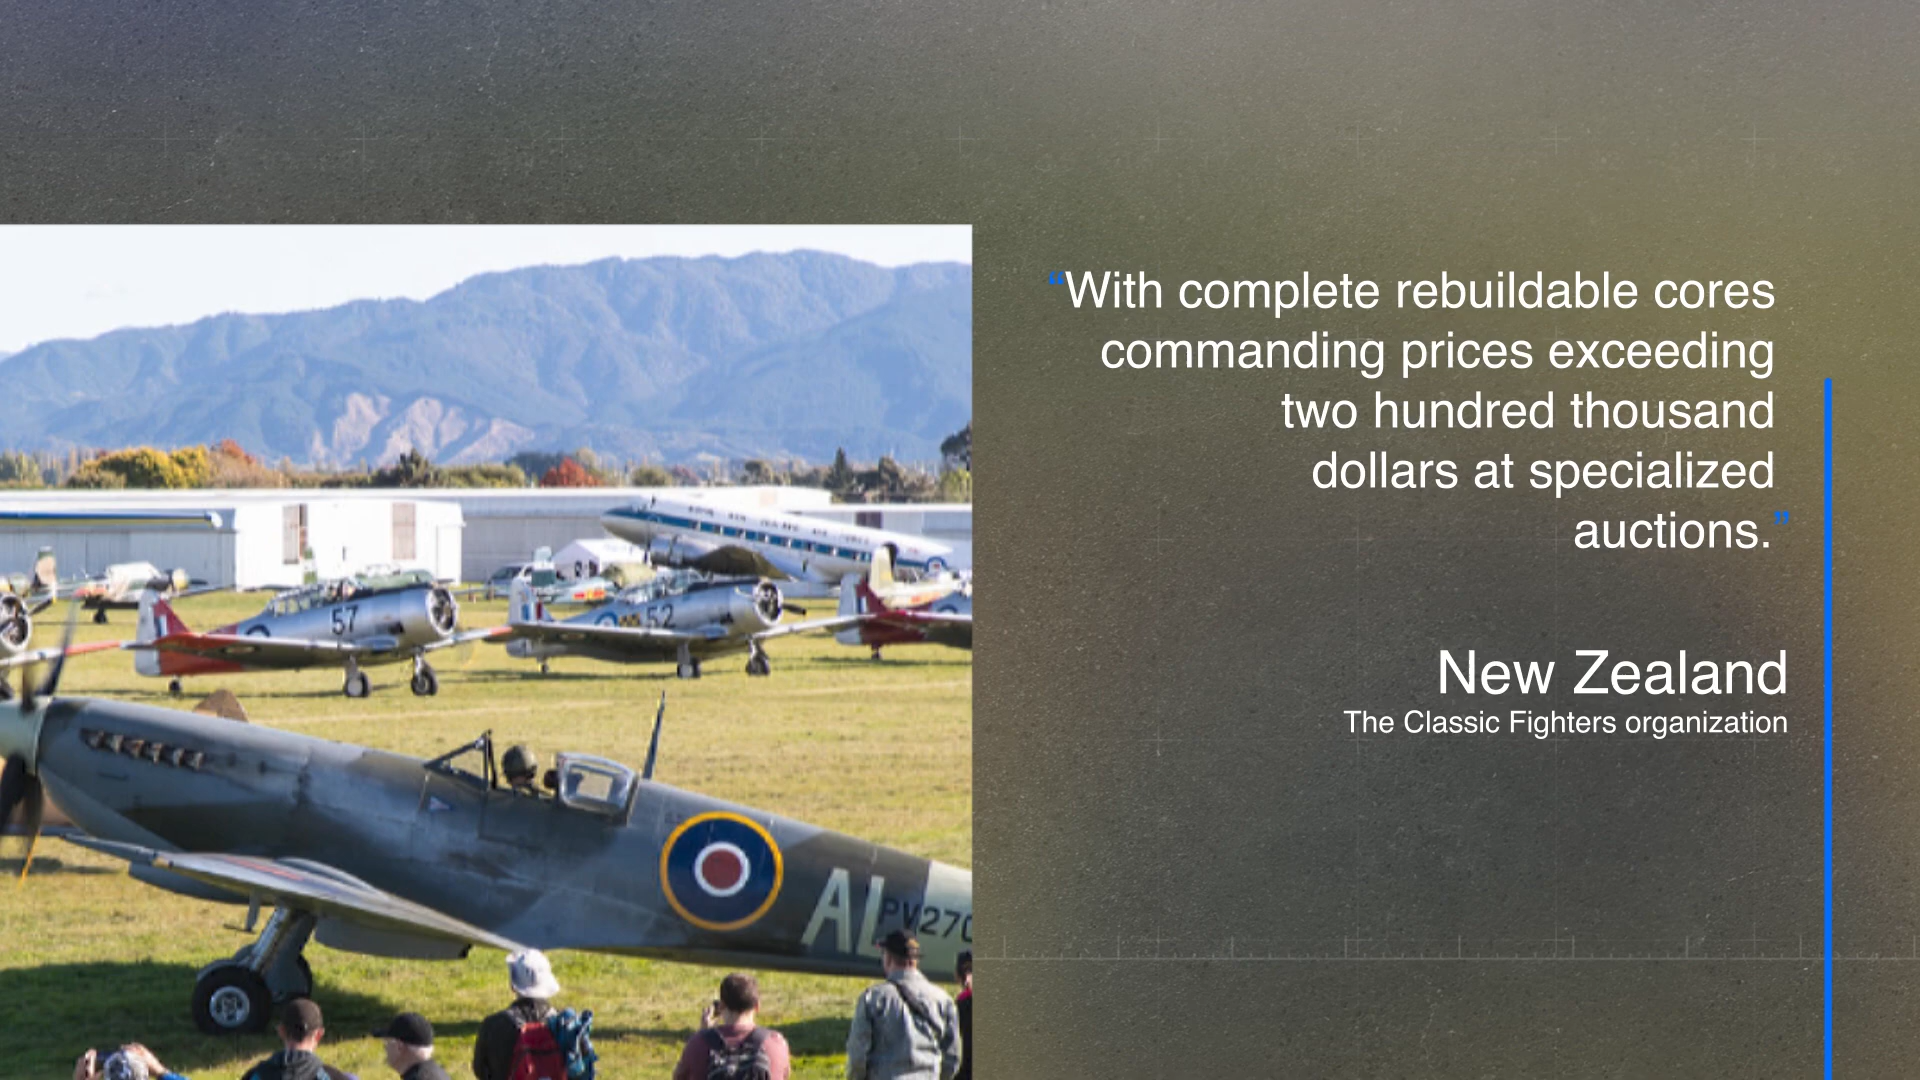 “With complete rebuildable cores
commanding prices exceeding
two hundred thousand
dollars at specialized
auctions.”
New Zealand
The Classic Fighters organization
57
52
AL
PV270